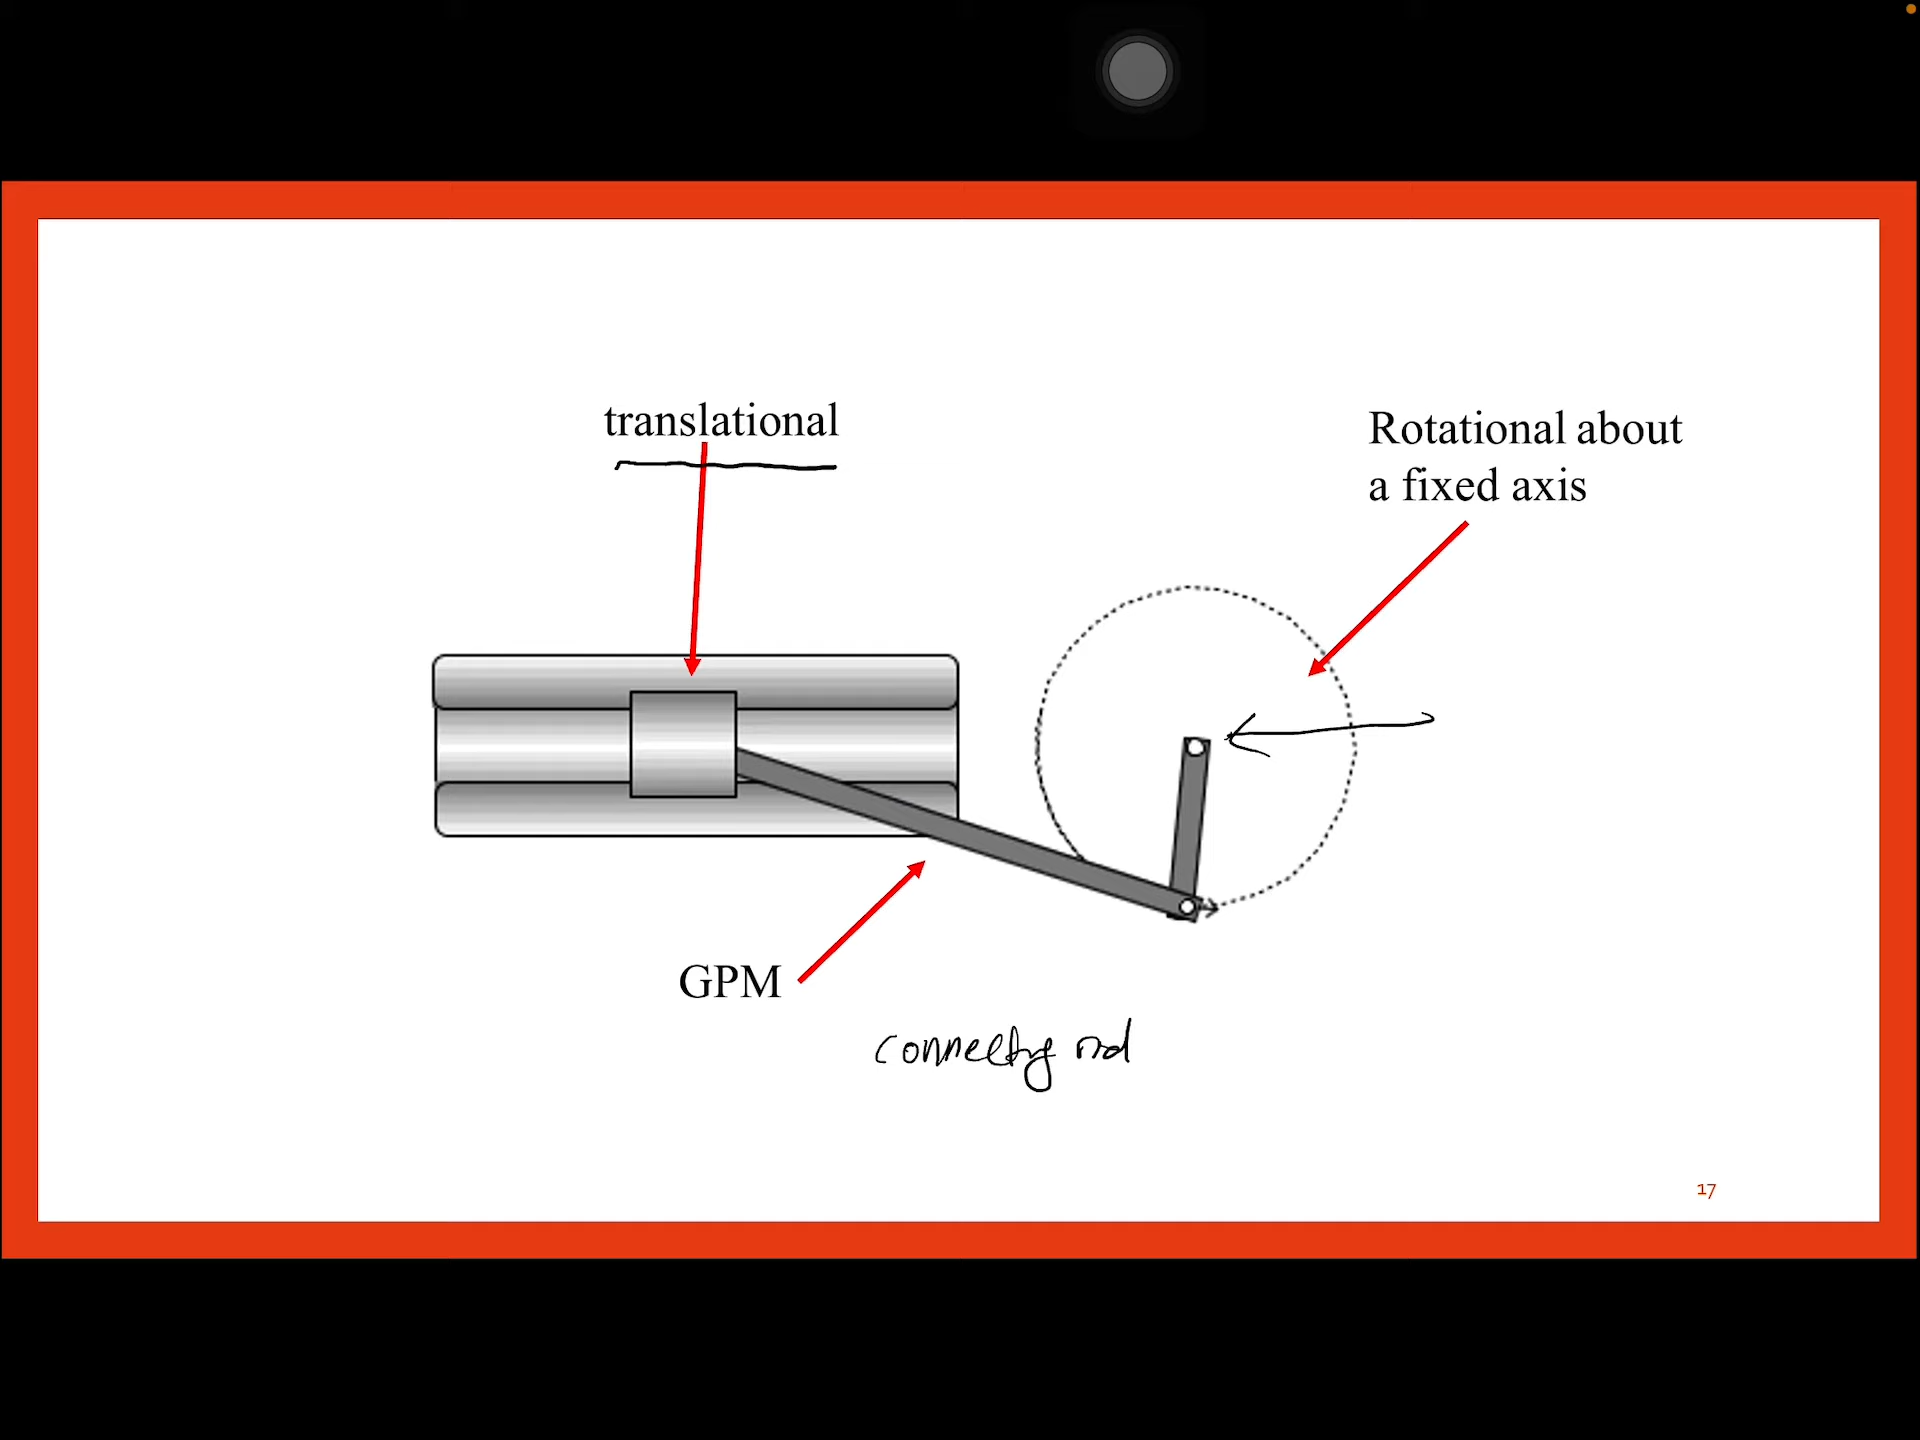 translational
Rotational about
a fixed axis
GPM
connecting rod
17